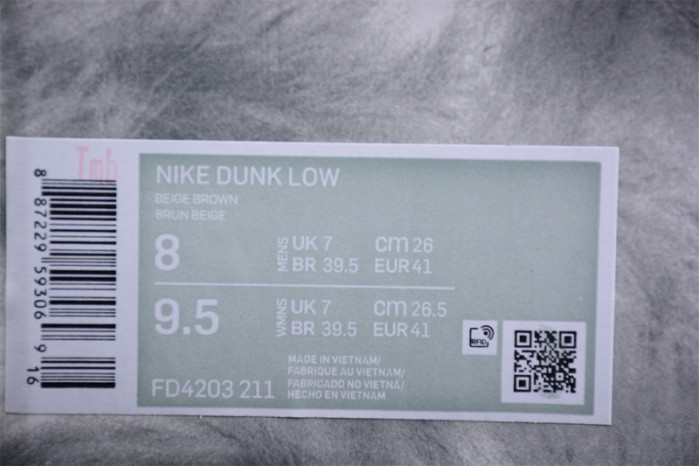 Tmb
8 87229 59306 9 16
NIKE DUNK LOW
BEIGE BROWN
BRUN BEIGE
8 MENS UK 7 cm 26
BR 39.5 EUR 41
9.5 WMNS UK 7 cm 26.5
BR 39.5 EUR 41
RFID
MADE IN VIETNAM/
FABRIQUE AU VIETNAM/
FABRICADO NO VIETNÃ/
HECHO EN VIETNAM
FD4203 211